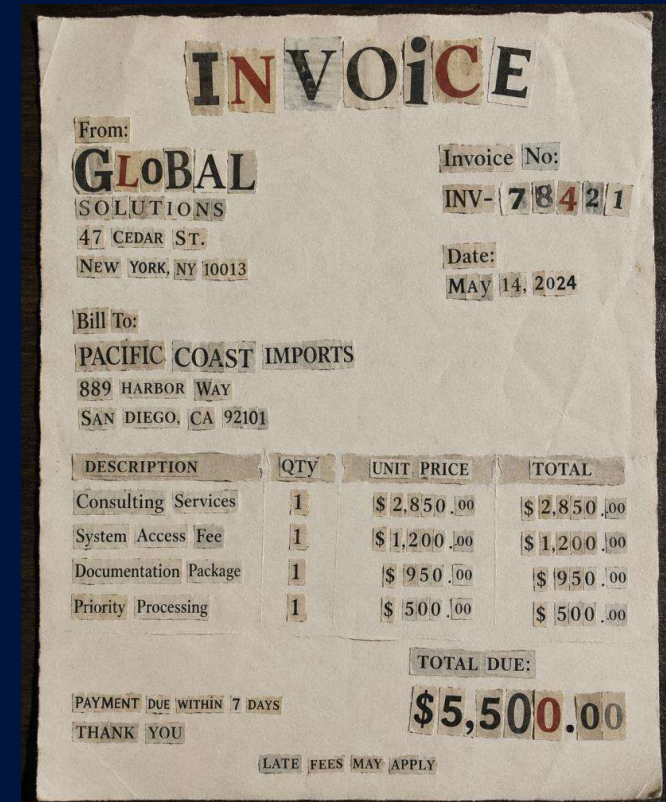 INVOiCE
From:
GLoBAL
SOLUTIONS
47 CEDAR ST.
NEW YORK, NY 10013
Invoice No:
INV-78421
Date:
MAY 14, 2024
Bill To:
PACIFIC COAST IMPORTS
889 HARBOR WAY
SAN DIEGO, CA 92101
DESCRIPTION QTY UNIT PRICE TOTAL
Consulting Services 1 $2,850.00 $2,850.00
System Access Fee 1 $1,200.00 $1,200.00
Documentation Package 1 $950.00 $950.00
Priority Processing 1 $500.00 $500.00
TOTAL DUE:
$5,500.00
PAYMENT DUE WITHIN 7 DAYS
THANK YOU
LATE FEES MAY APPLY